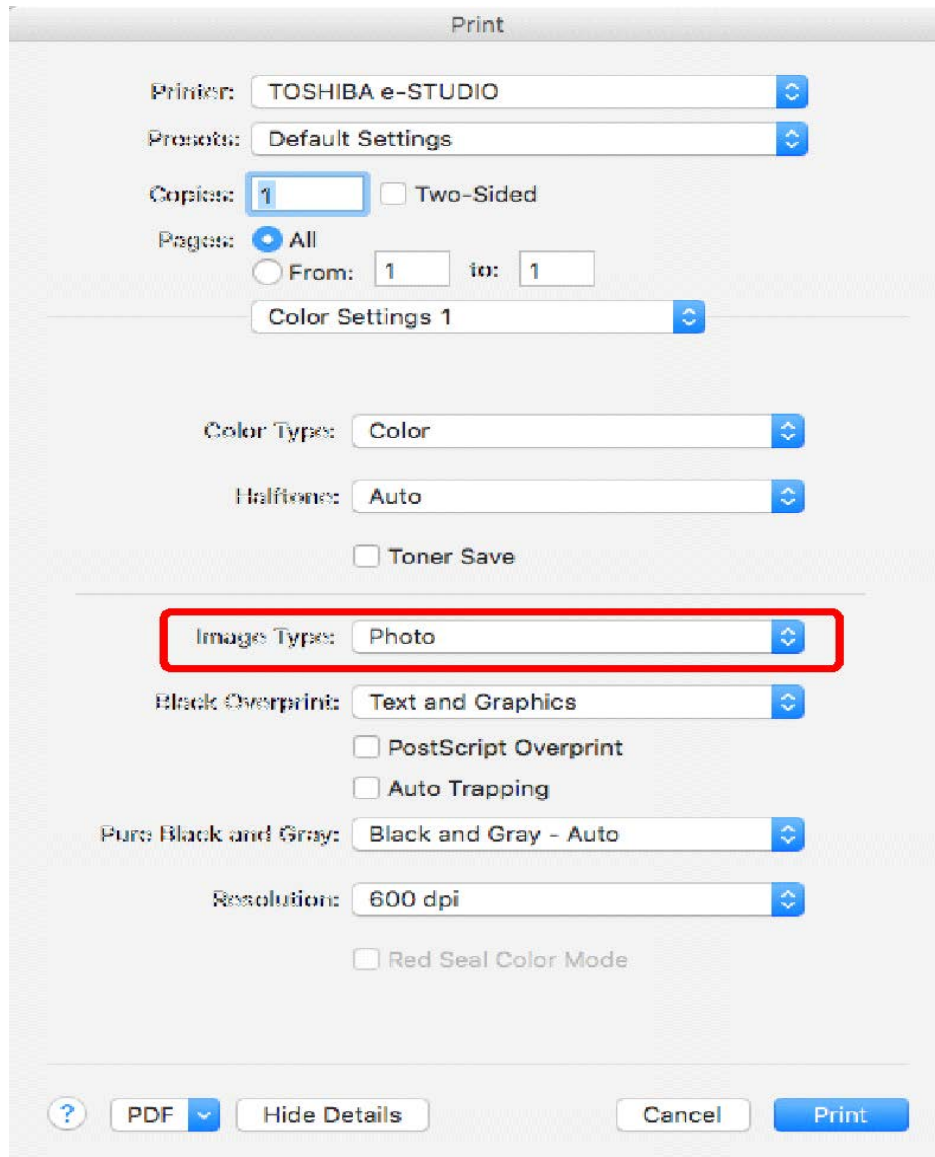 Print
Printer: TOSHIBA e-STUDIO
Presets: Default Settings
Copies: 1 Two-Sided
Pages: All
From: 1 to: 1
Color Settings 1
Color Type: Color
Halftone: Auto
Toner Save
Image Type: Photo
Black Overprint: Text and Graphics
PostScript Overprint
Auto Trapping
Pure Black and Gray: Black and Gray - Auto
Resolution: 600 dpi
Red Seal Color Mode
? PDF Hide Details Cancel Print